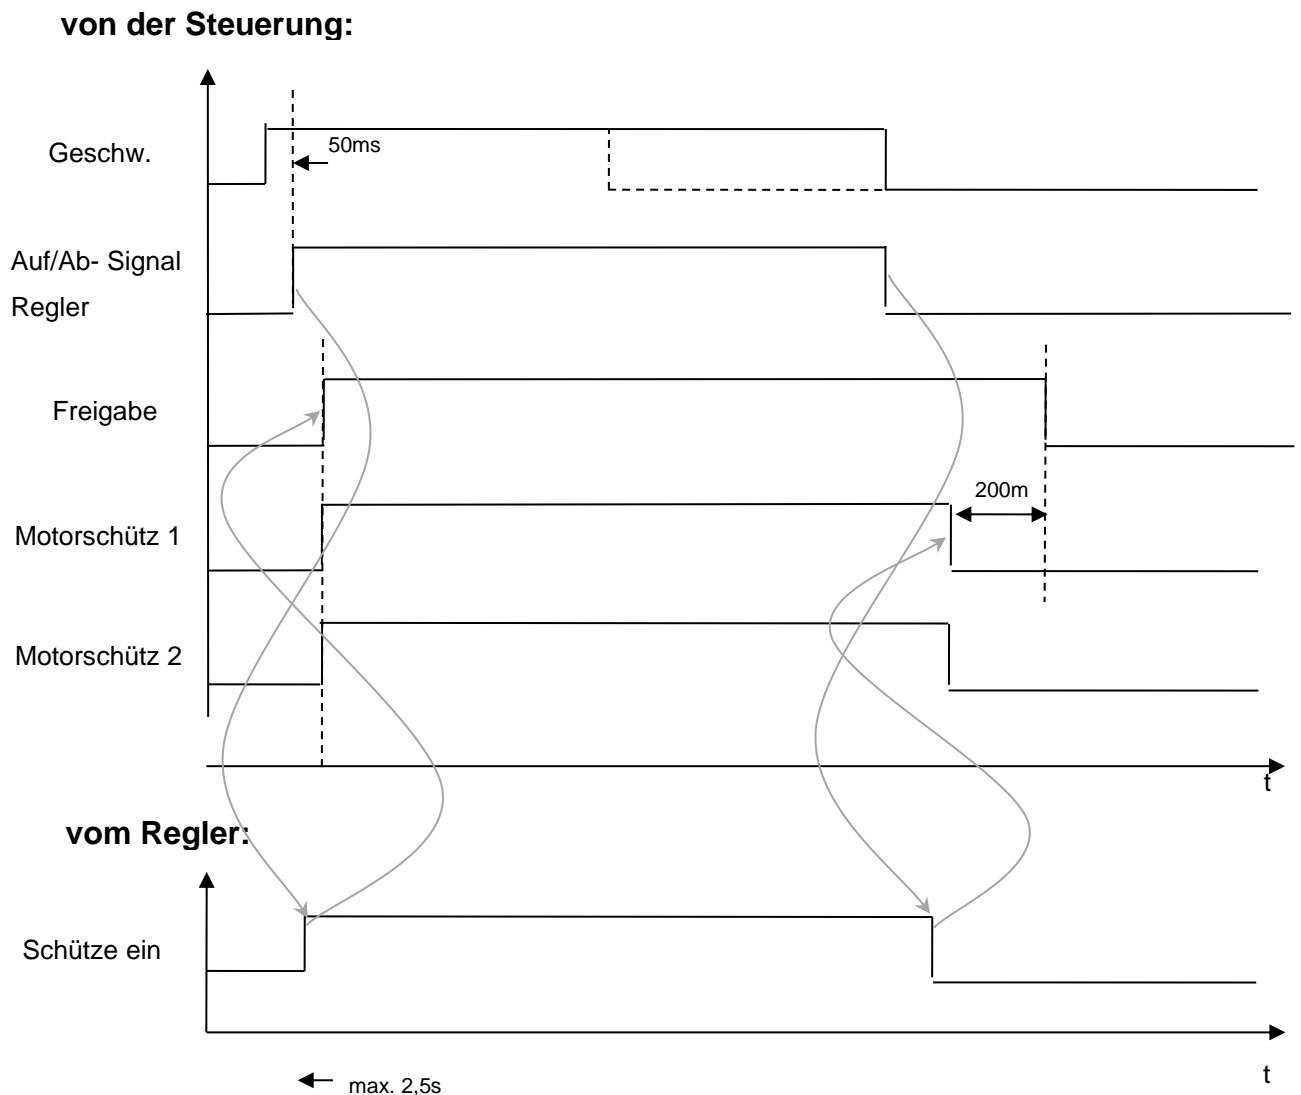 von der Steuerung:
Geschw.
50ms
Auf/Ab- Signal
Regler
Freigabe
200m
Motorschütz 1
Motorschütz 2
t
vom Regler:
Schütze ein
t
max. 2,5s